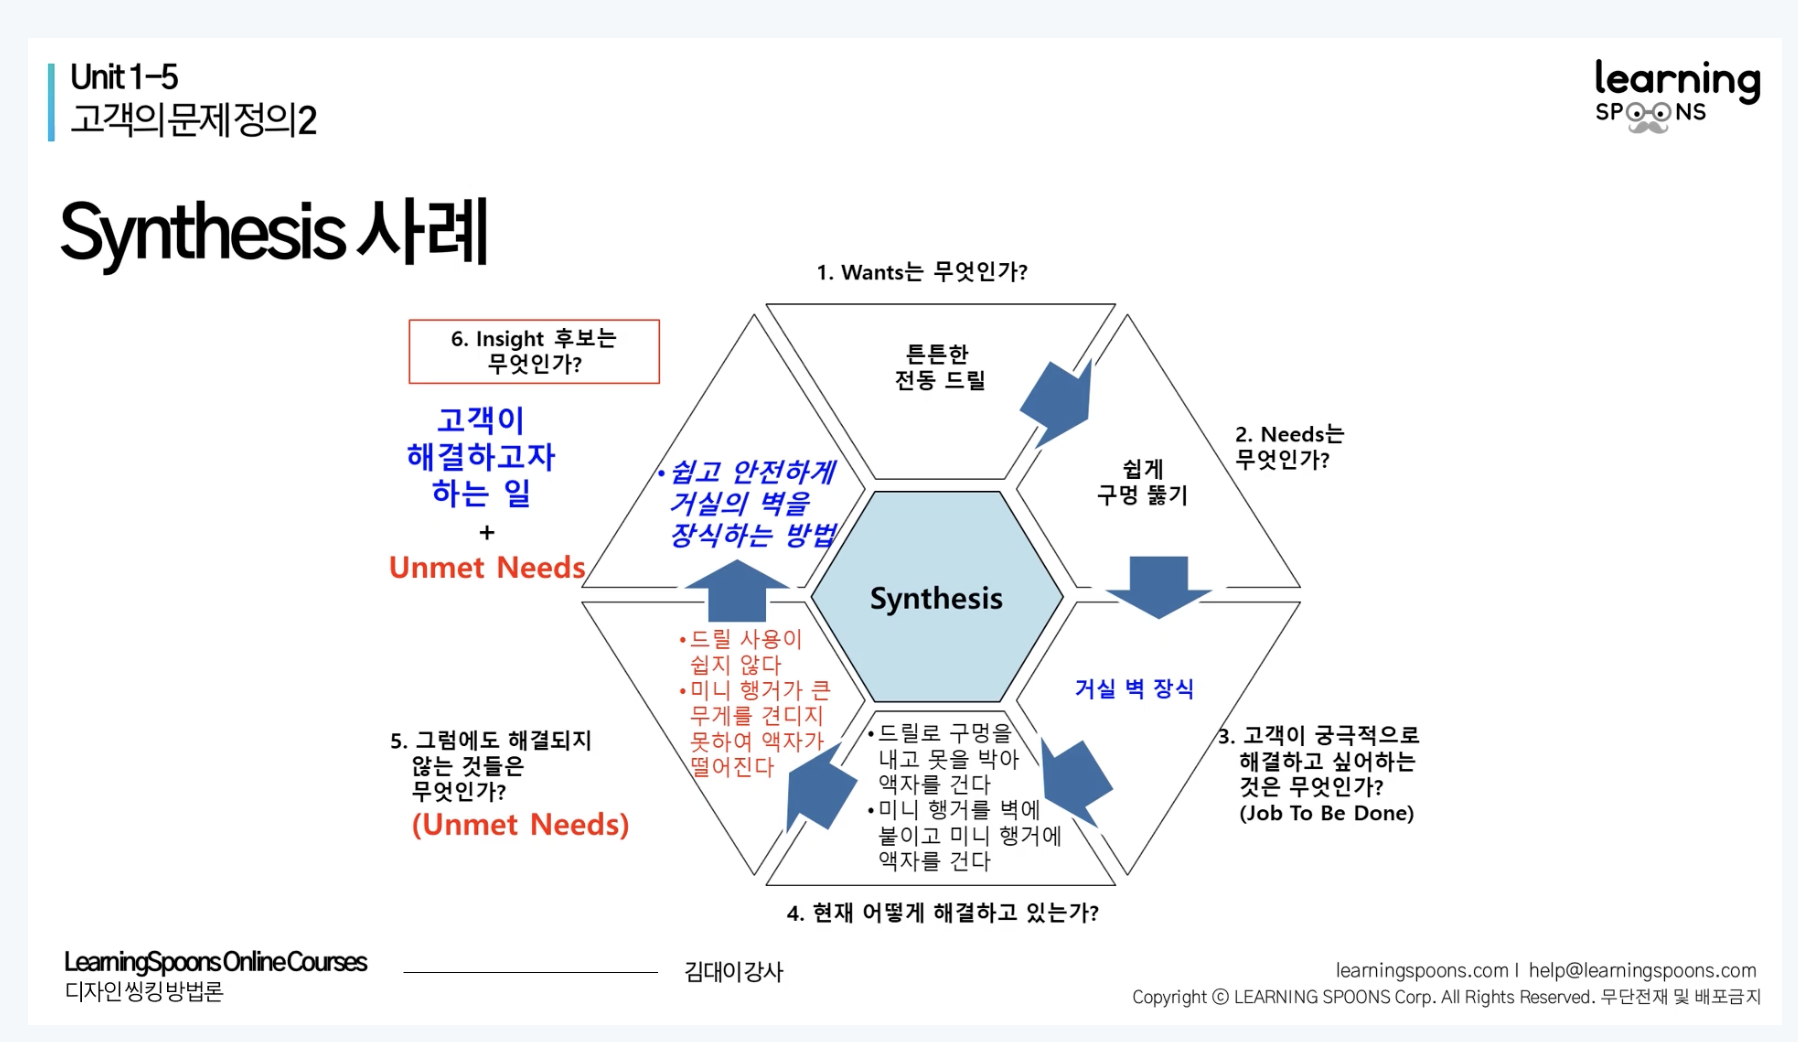 Unit 1-5
고객의 문제 정의2
learning
SPOONS
Synthesis 사례
1. Wants는 무엇인가?
튼튼한
전동 드릴
2. Needs는
무엇인가?
쉽게
구멍 뚫기
3. 고객이 궁극적으로
해결하고 싶어하는
것은 무엇인가?
(Job To Be Done)
거실 벽 장식
4. 현재 어떻게 해결하고 있는가?
•드릴로 구멍을
내고 못을 박아
액자를 건다
•미니 행거를 벽에
붙이고 미니 행거에
액자를 건다
5. 그럼에도 해결되지
않는 것들은
무엇인가?
(Unmet Needs)
•드릴 사용이
쉽지 않다
•미니 행거가 큰
무게를 견디지
못하여 액자가
떨어진다
6. Insight 후보는
무엇인가?
고객이
해결하고자
하는 일
+
Unmet Needs
•쉽고 안전하게
거실의 벽을
장식하는 방법
Synthesis
LearningSpoons Online Courses
디자인 씽킹 방법론
김대이 강사
learningspoons.com I help@learningspoons.com
Copyright ⓒ LEARNING SPOONS Corp. All Rights Reserved. 무단전재 및 배포금지